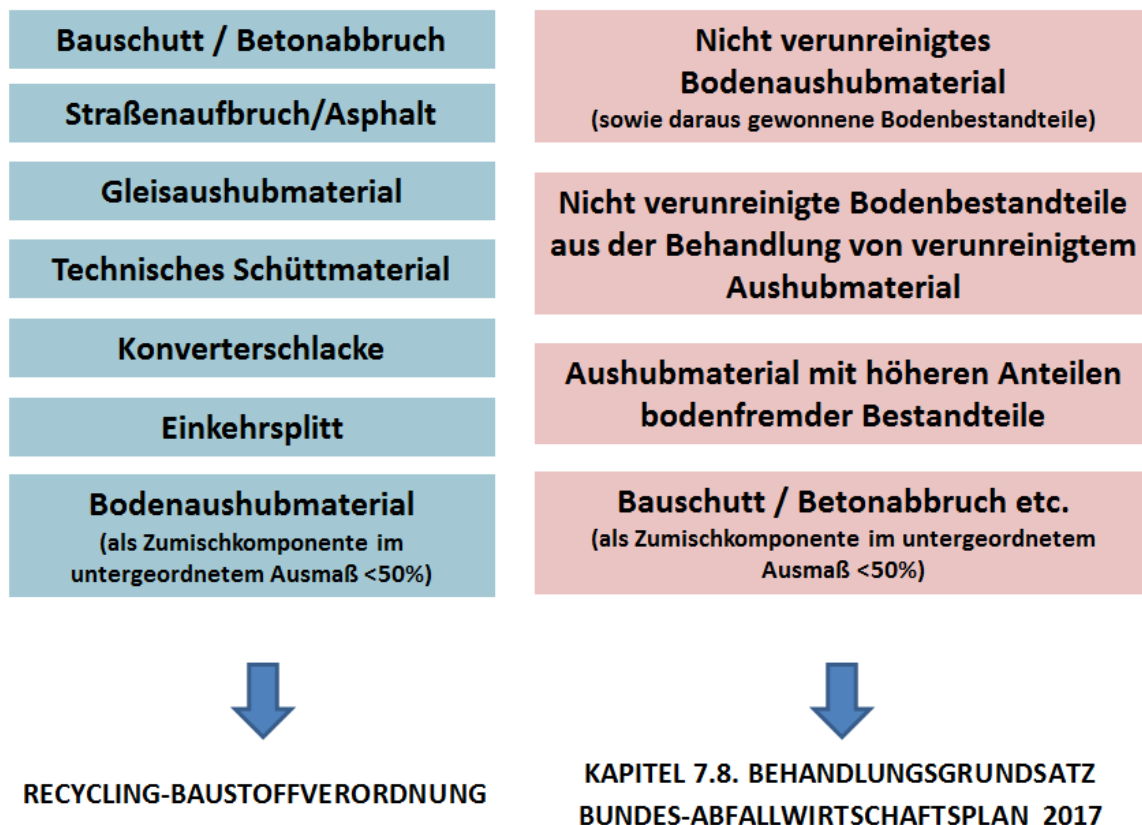 Bauschutt / Betonabbruch
Straßenaufbruch/Asphalt
Gleisaushubmaterial
Technisches Schüttmaterial
Konverterschlacke
Einkehrsplitt
Bodenaushubmaterial
(als Zumischkomponente im
untergeordnetem Ausmaß <50%)
RECYCLING-BAUSTOFFVERORDNUNG
Nicht verunreinigtes
Bodenaushubmaterial
(sowie daraus gewonnene Bodenbestandteile)
Nicht verunreinigte Bodenbestandteile
aus der Behandlung von verunreinigtem
Aushubmaterial
Aushubmaterial mit höheren Anteilen
bodenfremder Bestandteile
Bauschutt / Betonabbruch etc.
(als Zumischkomponente im untergeordnetem
Ausmaß <50%)
KAPITEL 7.8. BEHANDLUNGSGRUNDSATZ
BUNDES-ABFALLWIRTSCHAFTSPLAN 2017